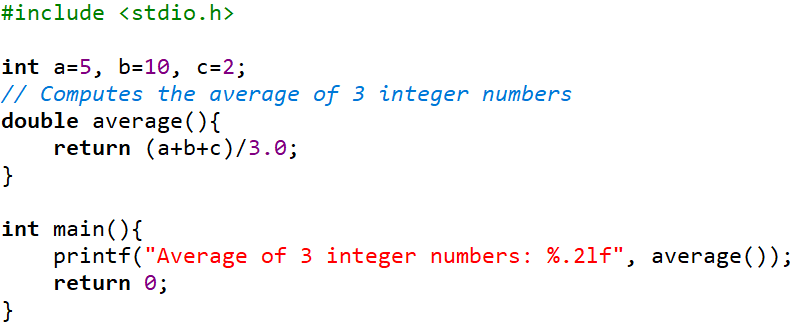 #include <stdio.h>
int a=5, b=10, c=2;
// Computes the average of 3 integer numbers
double average(){
    return (a+b+c)/3.0;
}
int main(){
    printf("Average of 3 integer numbers: %.2lf", average());
    return 0;
}